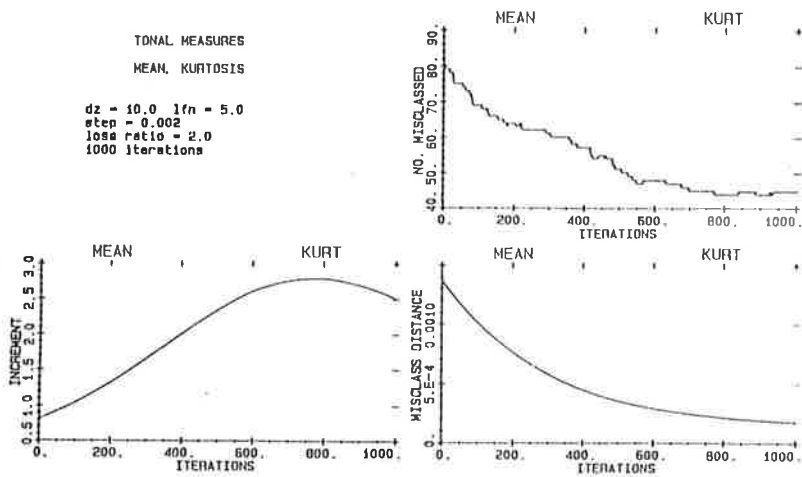 TONAL MEASURES
MEAN, KURTOSIS
dz = 10.0 lfn = 5.0
step = 0.002
lose ratio = 2.0
1000 iterations
MEAN KURT
NO. MISCLASSED
40. 50. 60. 70. 80. 90.
0. 200. 400. 600. 800. 1000.
ITERATIONS
MEAN KURT
INCREMENT
0.5 1.0 1.5 2.0 2.5 3.0
0. 200. 400. 600. 800. 1000.
ITERATIONS
MEAN KURT
MISCLASS DISTANCE
0. 5.E-4 0.0010
0. 200. 400. 600. 800. 1000.
ITERATIONS